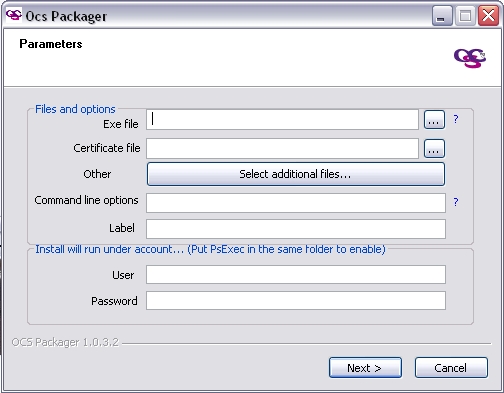 Ocs Packager
Parameters
OCS
Files and options
Exe file ... ?
Certificate file ...
Other Select additional files...
Command line options ?
Label
Install will run under account... (Put PsExec in the same folder to enable)
User
Password
OCS Packager 1.0.3.2
Next > Cancel